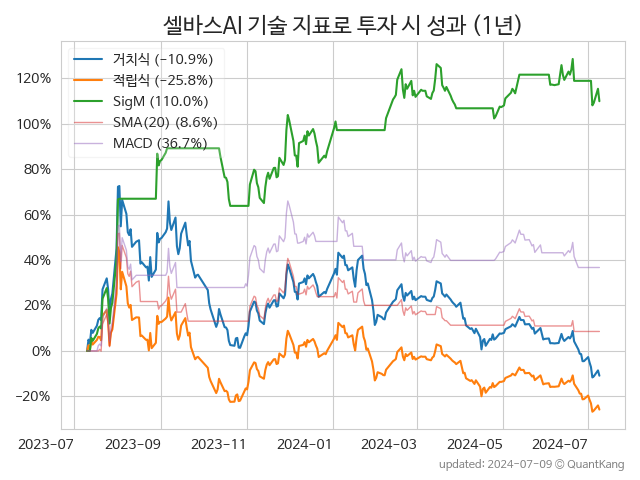 셀바스AI 기술 지표로 투자 시 성과 (1년)
거치식 (−10.9%)
적립식 (−25.8%)
SigM (110.0%)
SMA(20) (8.6%)
MACD (36.7%)
120%
100%
80%
60%
40%
20%
0%
−20%
2023-07
2023-09
2023-11
2024-01
2024-03
2024-05
2024-07
updated: 2024-07-09 © QuantKang